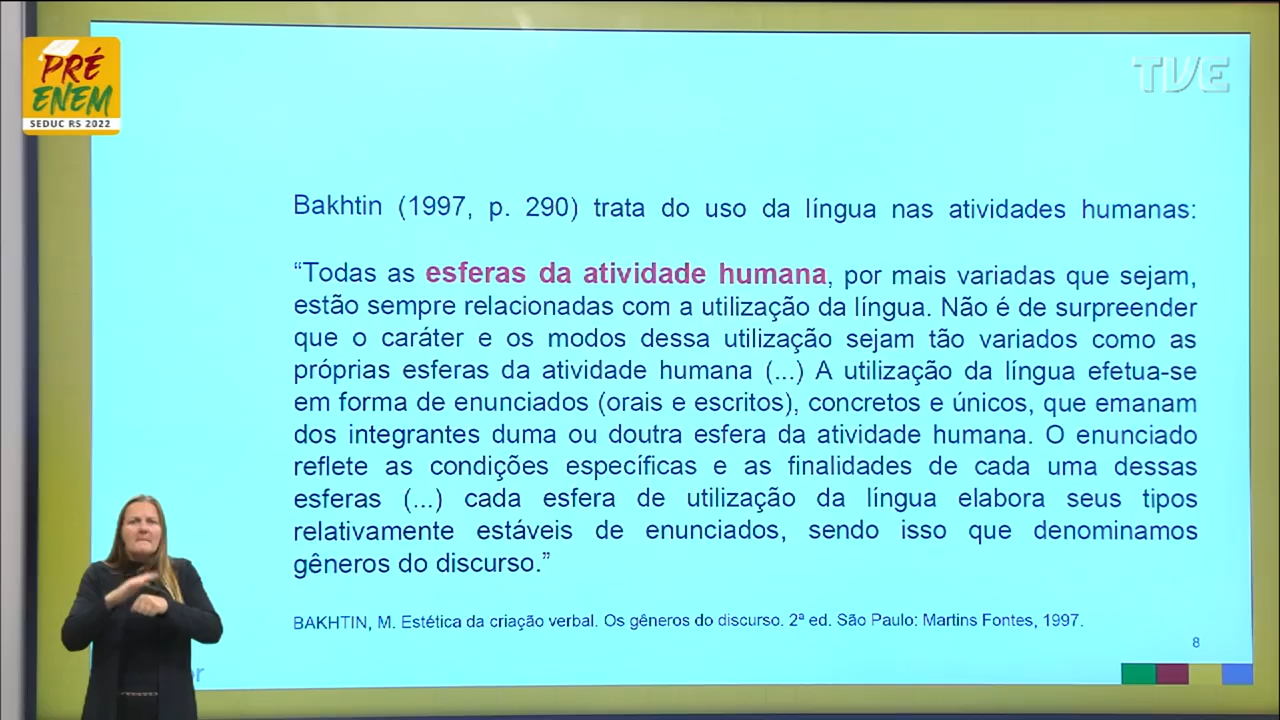 PRÉ
ENEM
SEDUC RS 2022
TVE
Bakhtin (1997, p. 290) trata do uso da língua nas atividades humanas:
“Todas as esferas da atividade humana, por mais variadas que sejam,
estão sempre relacionadas com a utilização da língua. Não é de surpreender
que o caráter e os modos dessa utilização sejam tão variados como as
próprias esferas da atividade humana (...) A utilização da língua efetua-se
em forma de enunciados (orais e escritos), concretos e únicos, que emanam
dos integrantes duma ou doutra esfera da atividade humana. O enunciado
reflete as condições específicas e as finalidades de cada uma dessas
esferas (...) cada esfera de utilização da língua elabora seus tipos
relativamente estáveis de enunciados, sendo isso que denominamos
gêneros do discurso.”
BAKHTIN, M. Estética da criação verbal. Os gêneros do discurso. 2ª ed. São Paulo: Martins Fontes, 1997.
8